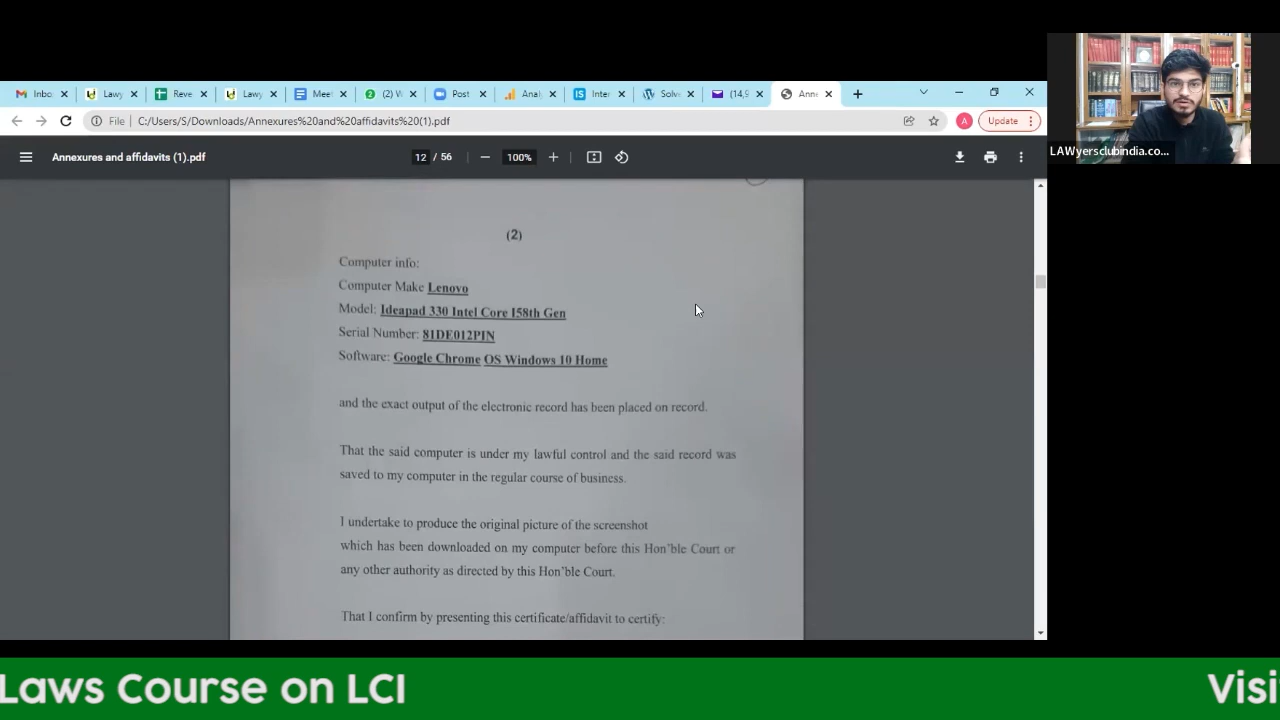 Inbo
Lawy
Reve
Lawy
Meet
(2) W
Post
Anal
Inter
Solve
(14,9
Anne
File
C:/Users/S/Downloads/Annexures%20and%20affidavits%20(1).pdf
A
Update
Annexures and affidavits (1).pdf
12 / 56
100%
LAWyersclubindia.co...
(2)
Computer info:
Computer Make Lenovo
Model: Ideapad 330 Intel Core I58th Gen
Serial Number: 81DE012PIN
Software: Google Chrome OS Windows 10 Home
and the exact output of the electronic record has been placed on record.
That the said computer is under my lawful control and the said record was
saved to my computer in the regular course of business.
I undertake to produce the original picture of the screenshot
which has been downloaded on my computer before this Hon'ble Court or
any other authority as directed by this Hon'ble Court.
That I confirm by presenting this certificate/affidavit to certify:
Laws Course on LCI
Visi